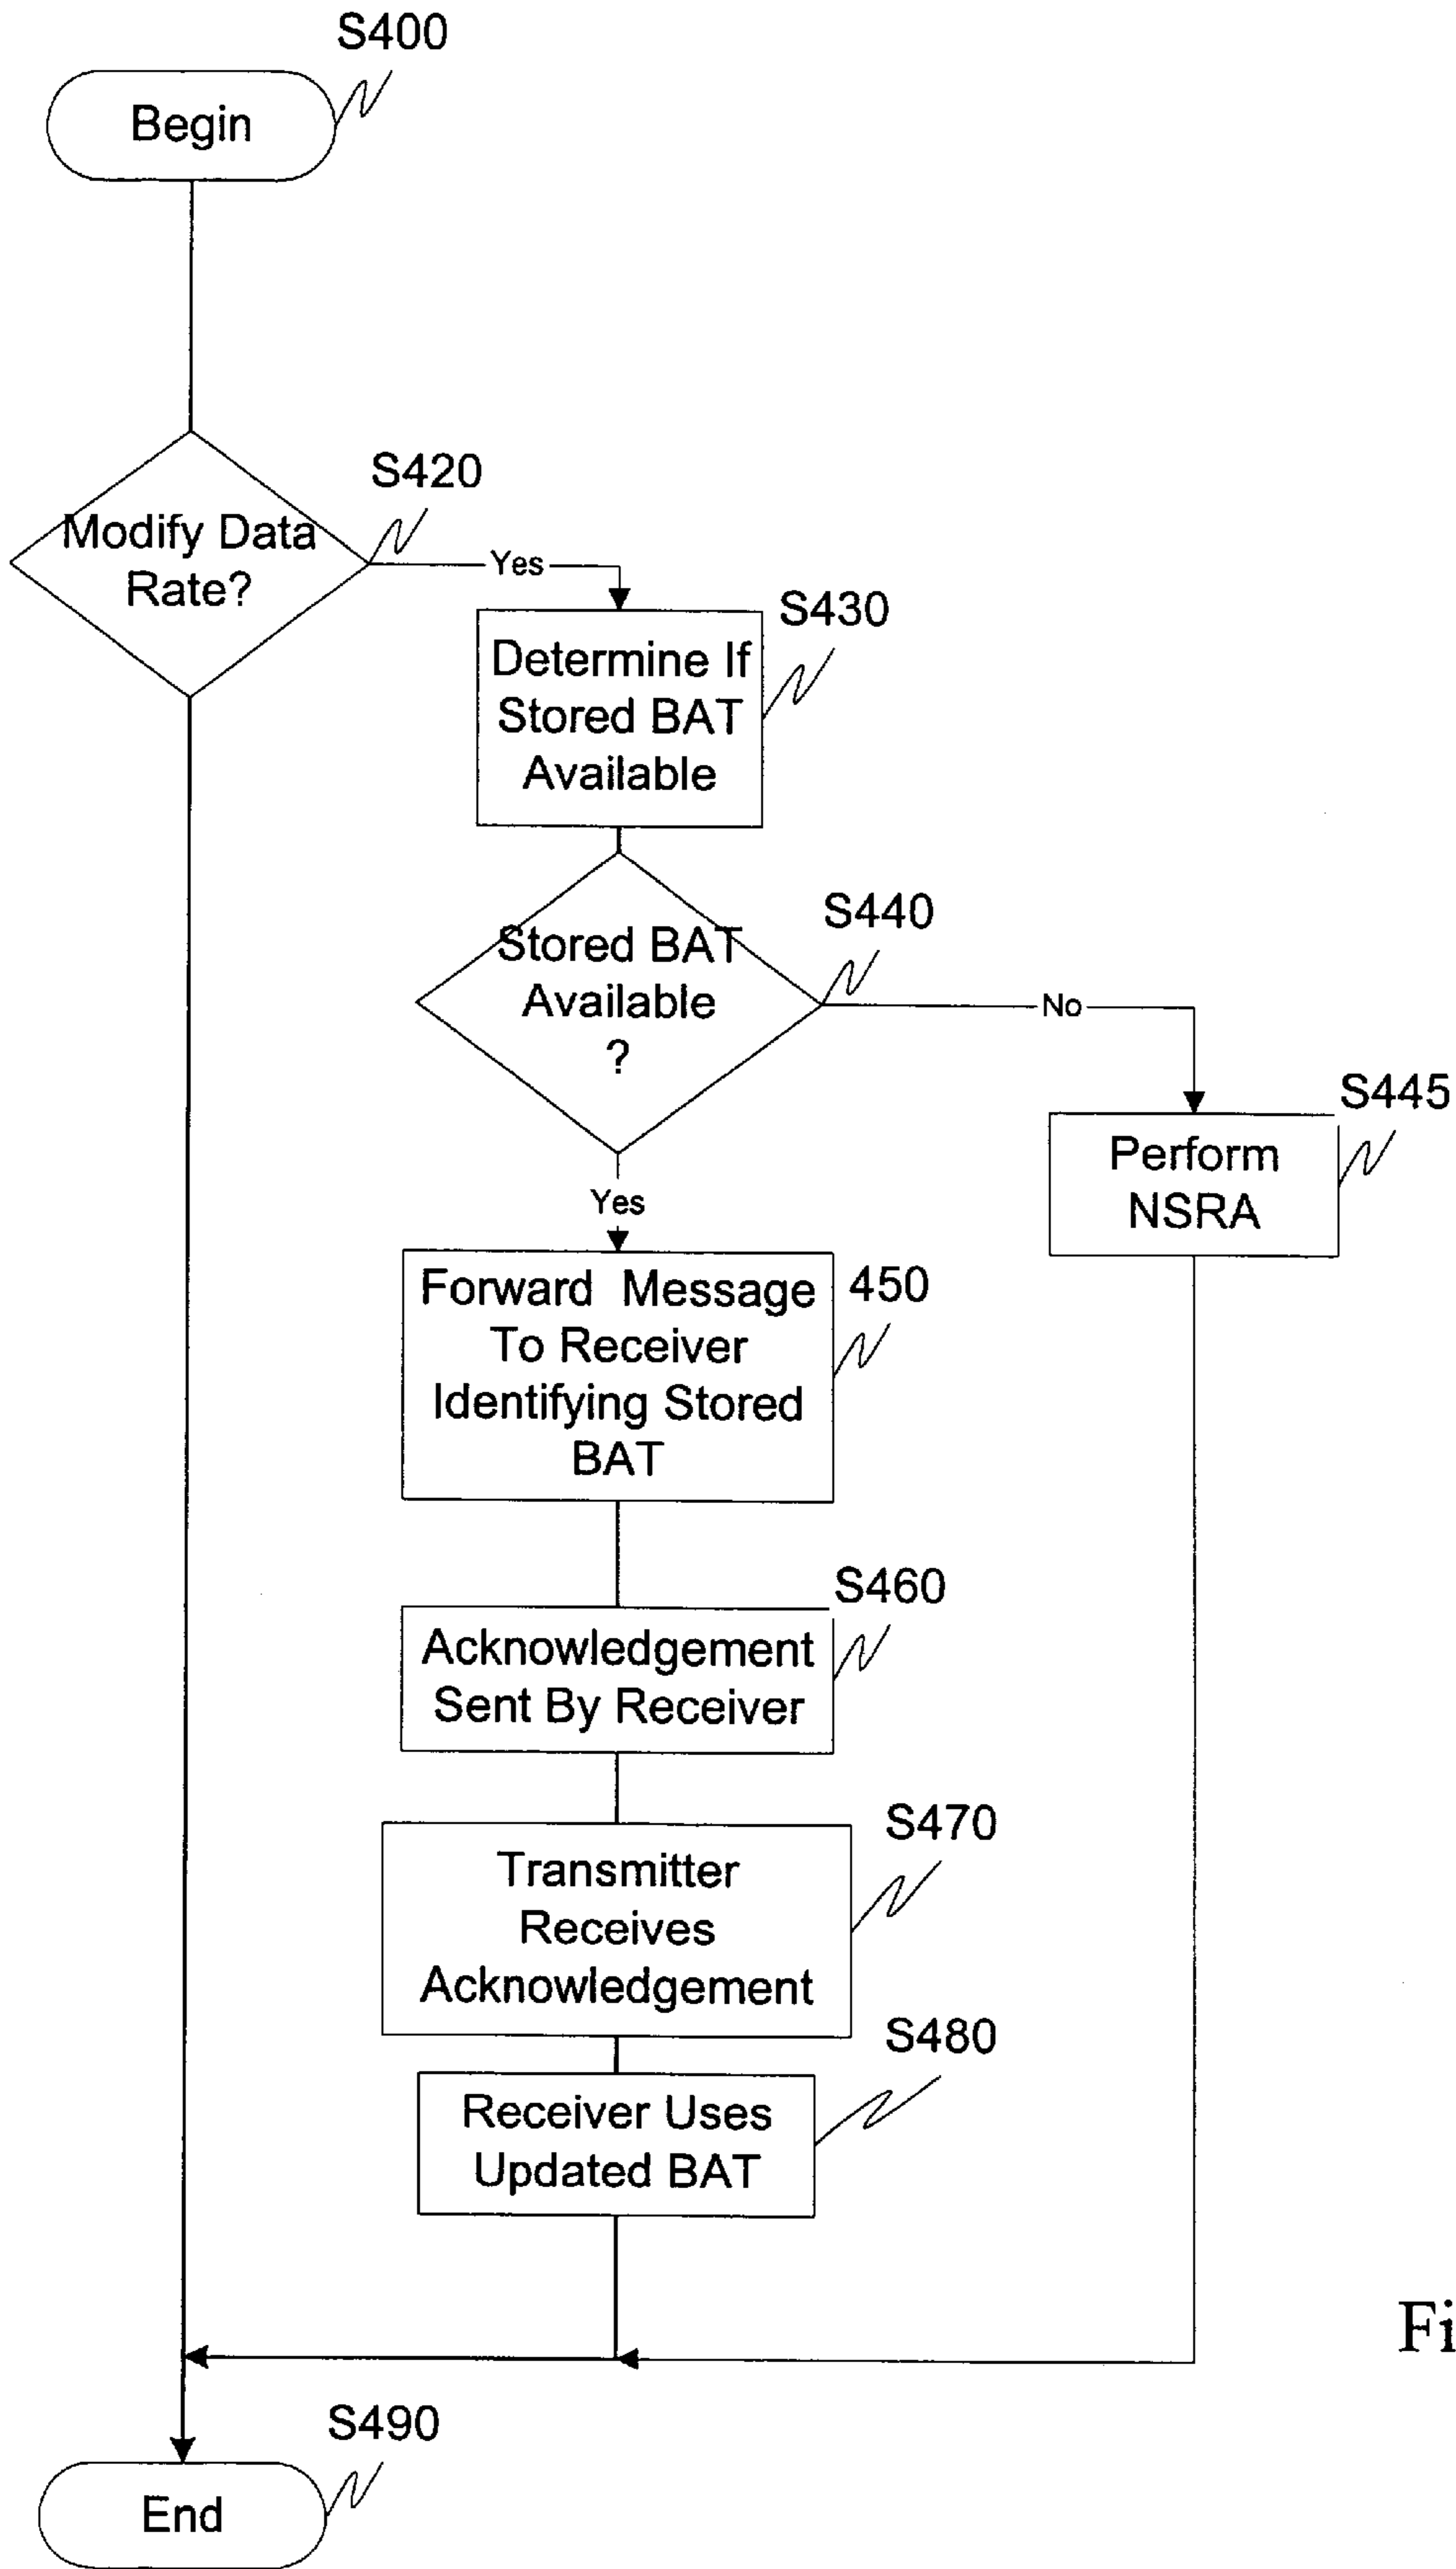 S400
Begin
S420
Modify Data
Rate?
Yes
S430
Determine If
Stored BAT
Available
S440
Stored BAT
Available
?
No
S445
Perform
NSRA
Yes
450
Forward Message
To Receiver
Identifying Stored
BAT
S460
Acknowledgement
Sent By Receiver
S470
Transmitter
Receives
Acknowledgement
S480
Receiver Uses
Updated BAT
Fi
S490
End